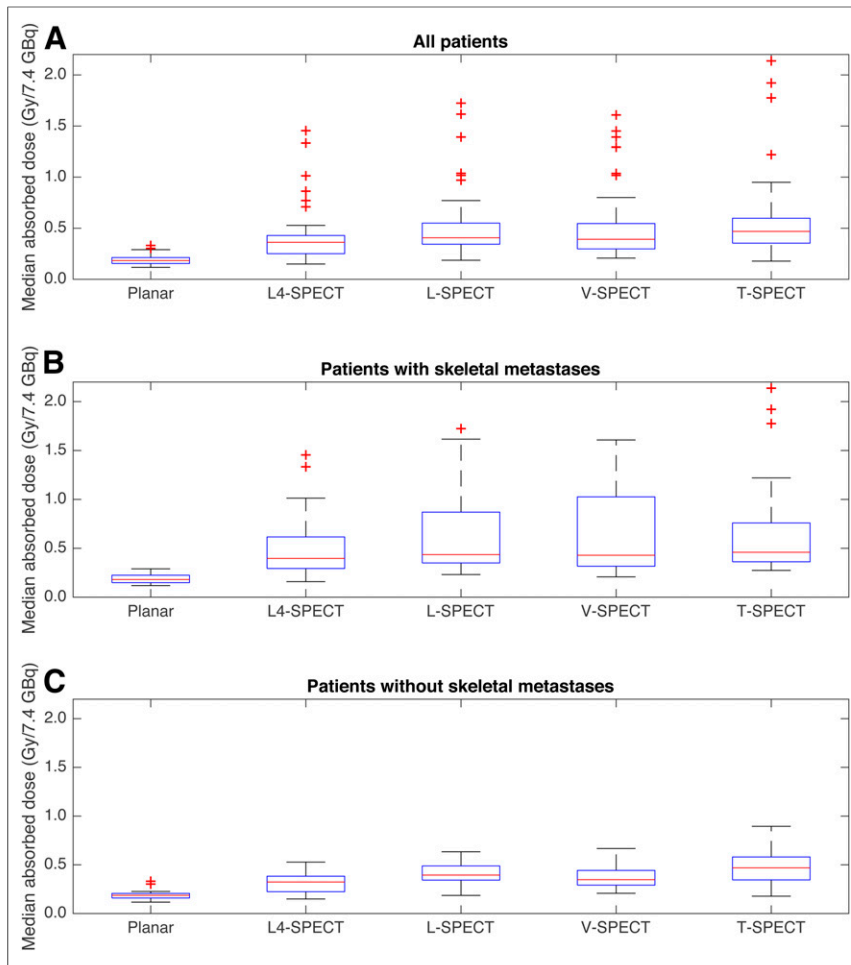 A
All patients
Median absorbed dose (Gy/7.4 GBq)
2.0
1.5
1.0
0.5
0.0
Planar L4-SPECT L-SPECT V-SPECT T-SPECT
B
Patients with skeletal metastases
Median absorbed dose (Gy/7.4 GBq)
2.0
1.5
1.0
0.5
0.0
Planar L4-SPECT L-SPECT V-SPECT T-SPECT
C
Patients without skeletal metastases
Median absorbed dose (Gy/7.4 GBq)
2.0
1.5
1.0
0.5
0.0
Planar L4-SPECT L-SPECT V-SPECT T-SPECT